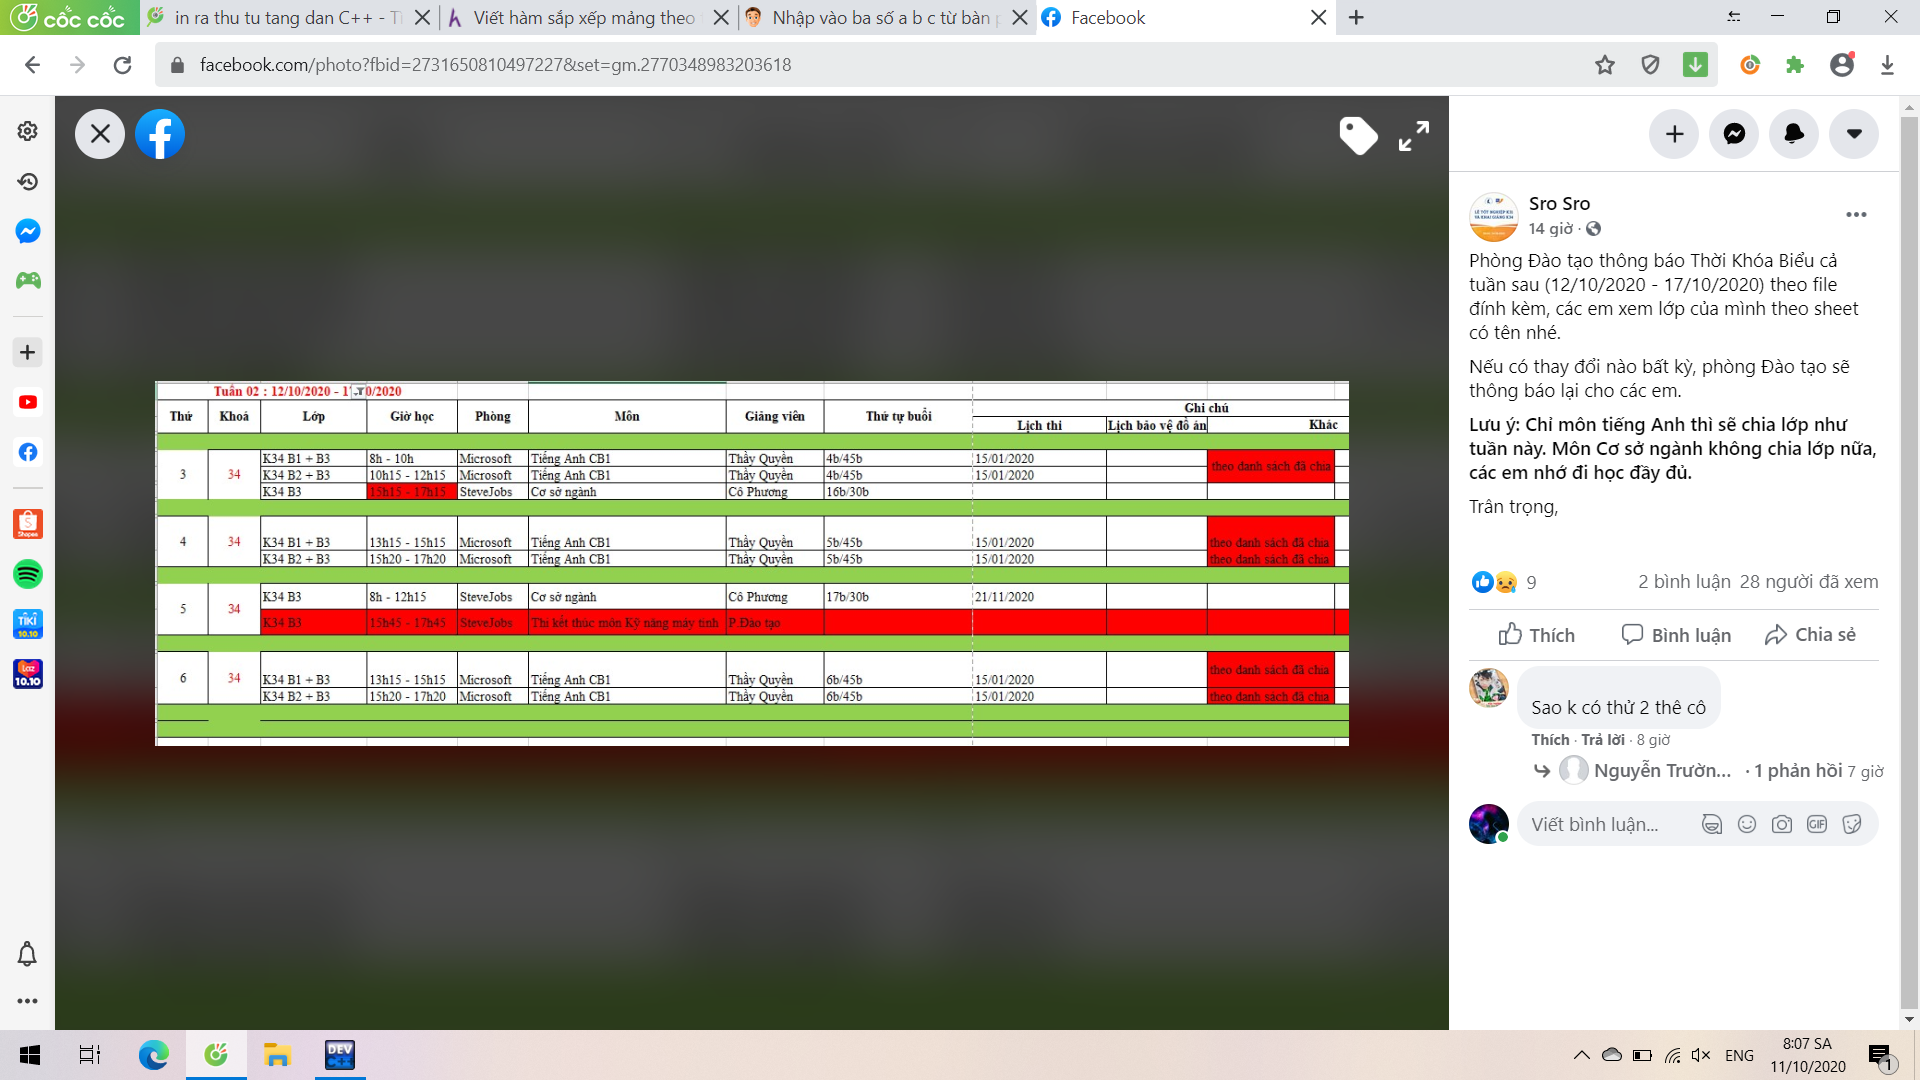 cốc cốc
in ra thu tu tang dan C++ - T
Viết hàm sắp xếp mảng theo
Nhập vào ba số a b c từ bàn p
Facebook
facebook.com/photo?fbid=2731650810497227&set=gm.2770348983203618
Tuần 02 : 12/10/2020 - 17/10/2020
Thứ Khoá Lớp Giờ học Phòng Môn Giảng viên Thứ tự buổi Ghi chú
Lịch thi Lịch bảo vệ đồ án Khác
3 34
K34 B1 + B3 8h - 10h Microsoft Tiếng Anh CB1 Thầy Quyền 4b/45b 15/01/2020 theo danh sách đã chia
K34 B2 + B3 10h15 - 12h15 Microsoft Tiếng Anh CB1 Thầy Quyền 4b/45b 15/01/2020
K34 B3 15h15 - 17h15 SteveJobs Cơ sở ngành Cô Phương 16b/30b
4 34
K34 B1 + B3 13h15 - 15h15 Microsoft Tiếng Anh CB1 Thầy Quyền 5b/45b 15/01/2020 theo danh sách đã chia
K34 B2 + B3 15h20 - 17h20 Microsoft Tiếng Anh CB1 Thầy Quyền 5b/45b 15/01/2020 theo danh sách đã chia
5 34
K34 B3 8h - 12h15 SteveJobs Cơ sở ngành Cô Phương 17b/30b 21/11/2020
K34 B3 15h45 - 17h45 SteveJobs Thi kết thúc môn Kỹ năng máy tính P.Đào tạo
6 34
K34 B1 + B3 13h15 - 15h15 Microsoft Tiếng Anh CB1 Thầy Quyền 6b/45b 15/01/2020 theo danh sách đã chia
K34 B2 + B3 15h20 - 17h20 Microsoft Tiếng Anh CB1 Thầy Quyền 6b/45b 15/01/2020 theo danh sách đã chia
Sro Sro
14 giờ ·
Phòng Đào tạo thông báo Thời Khóa Biểu cả
tuần sau (12/10/2020 - 17/10/2020) theo file
đính kèm, các em xem lớp của mình theo sheet
có tên nhé.
Nếu có thay đổi nào bất kỳ, phòng Đào tạo sẽ
thông báo lại cho các em.
Lưu ý: Chỉ môn tiếng Anh thì sẽ chia lớp như
tuần này. Môn Cơ sở ngành không chia lớp nữa,
các em nhớ đi học đầy đủ.
Trân trọng,
9 2 bình luận 28 người đã xem
Thích Bình luận Chia sẻ
Sao k có thứ 2 thê cô
Thích · Trả lời · 8 giờ
Nguyễn Trườn... · 1 phản hồi 7 giờ
Viết bình luận...
GIF
Shopee
TIKI
10.10
Laz
10.10
DEV
C++
ENG
8:07 SA
11/10/2020
1